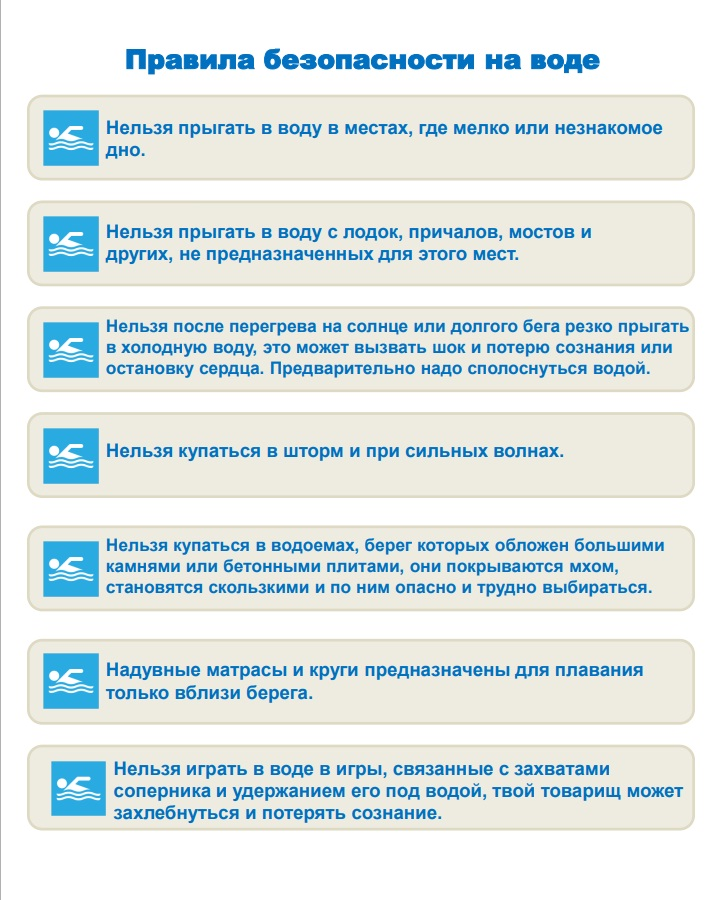 Правила безопасности на воде
Нельзя прыгать в воду в местах, где мелко или незнакомое
дно.
Нельзя прыгать в воду с лодок, причалов, мостов и
других, не предназначенных для этого мест.
Нельзя после перегрева на солнце или долгого бега резко прыгать
в холодную воду, это может вызвать шок и потерю сознания или
остановку сердца. Предварительно надо сполоснуться водой.
Нельзя купаться в шторм и при сильных волнах.
Нельзя купаться в водоемах, берег которых обложен большими
камнями или бетонными плитами, они покрываются мхом,
становятся скользкими и по ним опасно и трудно выбираться.
Надувные матрасы и круги предназначены для плавания
только вблизи берега.
Нельзя играть в воде в игры, связанные с захватами
соперника и удержанием его под водой, твой товарищ может
захлебнуться и потерять сознание.